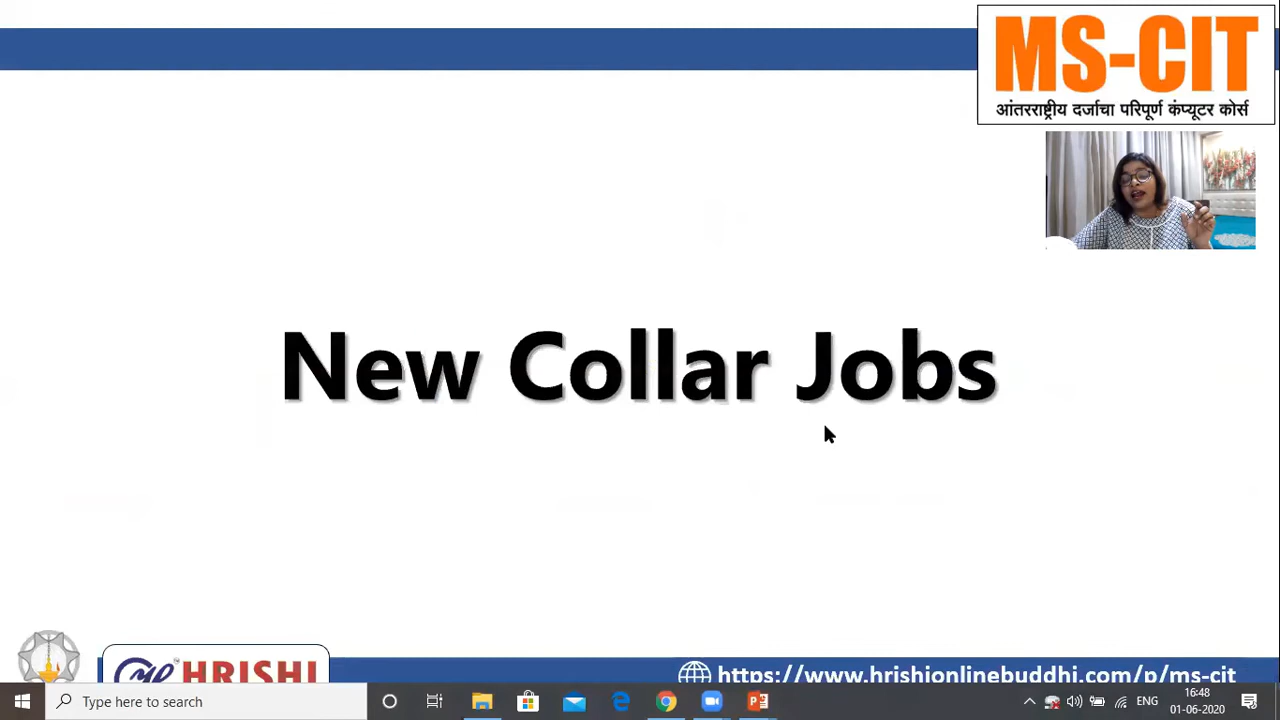 MS-CIT
आंतरराष्ट्रीय दर्जाचा परिपूर्ण कंप्यूटर कोर्स
New Collar Jobs
HRISHI
https://www.hrishionlinebuddhi.com/p/ms-cit
Type here to search
ENG
16:48
01-06-2020